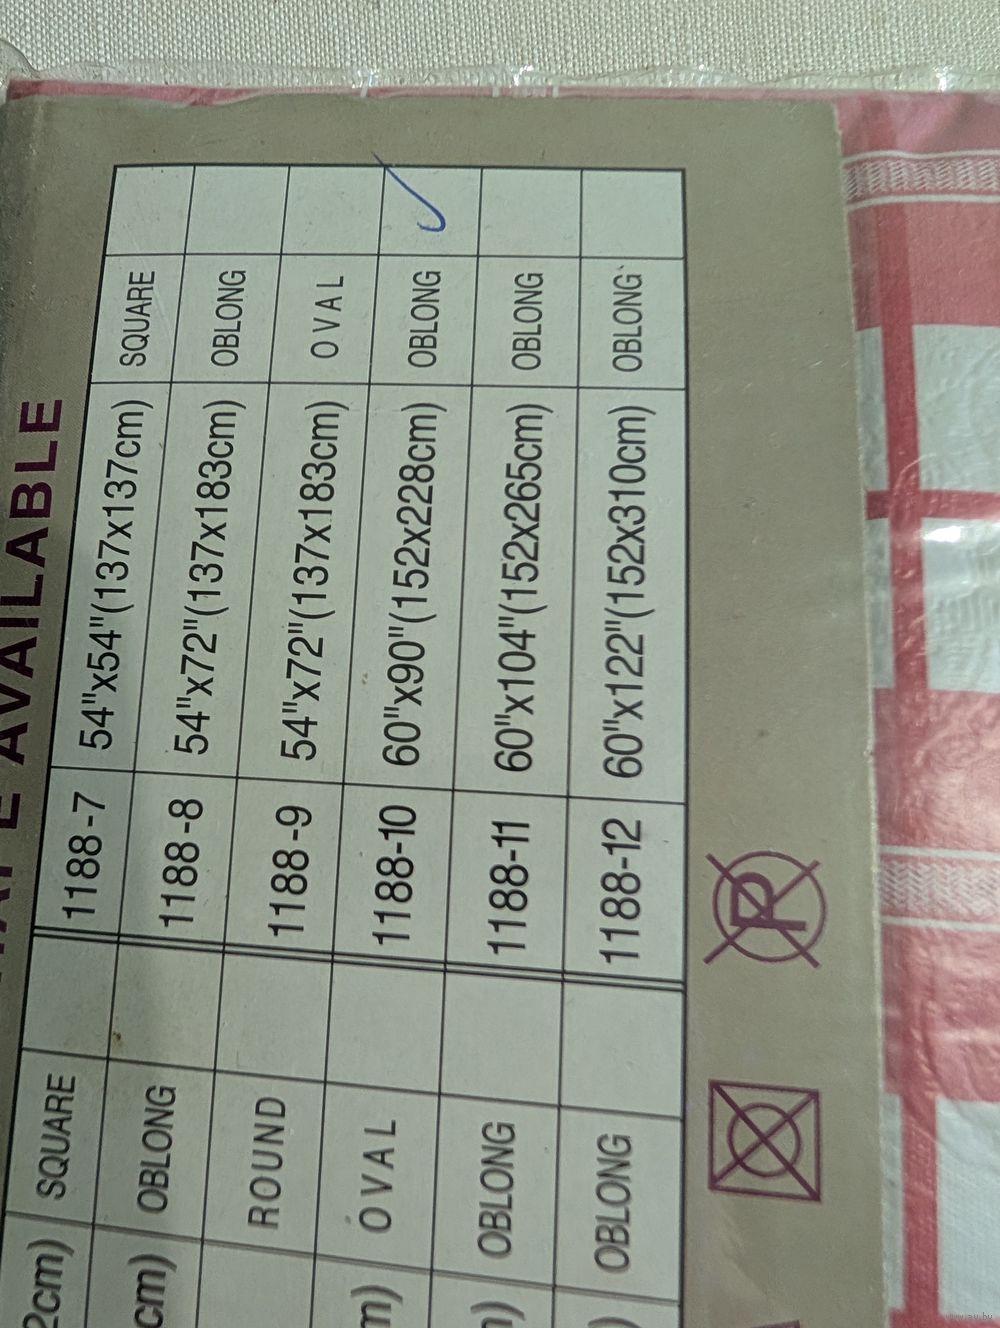 AVAILABLE
2cm) SQUARE 1188-7 54"x54"(137x137cm) SQUARE
cm) OBLONG 1188-8 54"x72"(137x183cm) OBLONG
ROUND 1188-9 54"x72"(137x183cm) OVAL
m) OVAL 1188-10 60"x90"(152x228cm) OBLONG
) OBLONG 1188-11 60"x104"(152x265cm) OBLONG
) OBLONG 1188-12 60"x122"(152x310cm) OBLONG
P